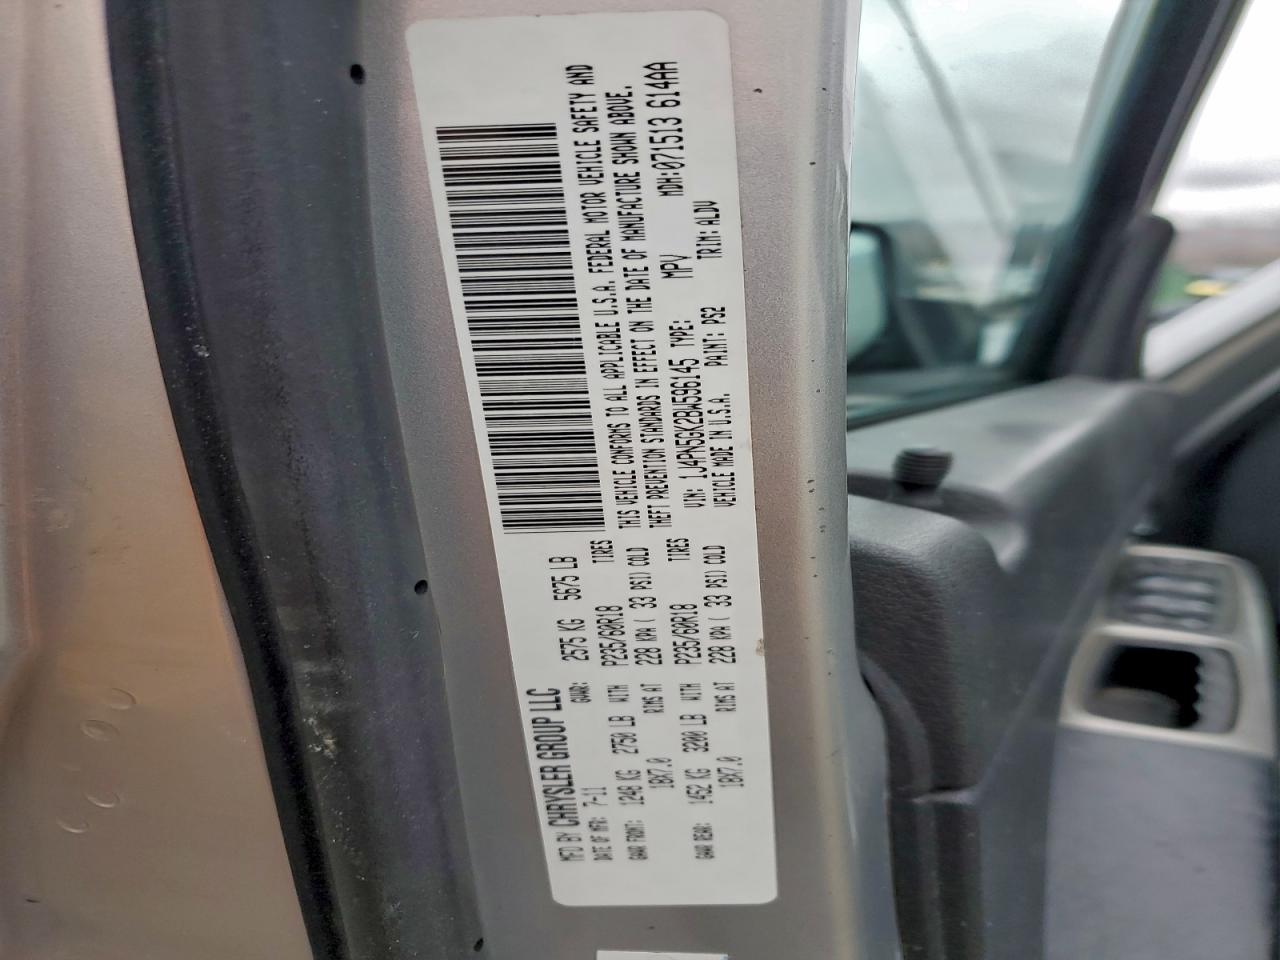 MFD BY CHRYSLER GROUP LLC
DATE OF MFR: 7-11 GVWR: 2575 KG 5675 LB
GAWR FRONT: 1248 KG 2750 LB WITH P235/60R18 TIRES
18X7.0 RIMS AT 228 KPA ( 33 PSI) COLD
GAWR REAR: 1452 KG 3200 LB WITH P235/60R18 TIRES
18X7.0 RIMS AT 228 KPA ( 33 PSI) COLD
THIS VEHICLE CONFORMS TO ALL APPLICABLE U.S.A. FEDERAL MOTOR VEHICLE SAFETY AND
THEFT PREVENTION STANDARDS IN EFFECT ON THE DATE OF MANUFACTURE SHOWN ABOVE.
VIN: 1J4PN5GK2BW596145 TYPE: MPV MDH:071513 614AA
VEHICLE MADE IN U.S.A. PAINT: PS2 TRIM: ALDV